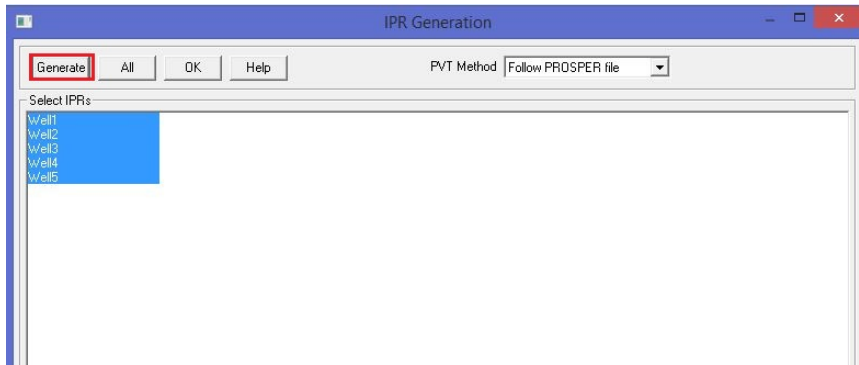 IPR Generation
Generate All OK Help PVT Method Follow PROSPER file
Select IPRs
Well1
Well2
Well3
Well4
Well5